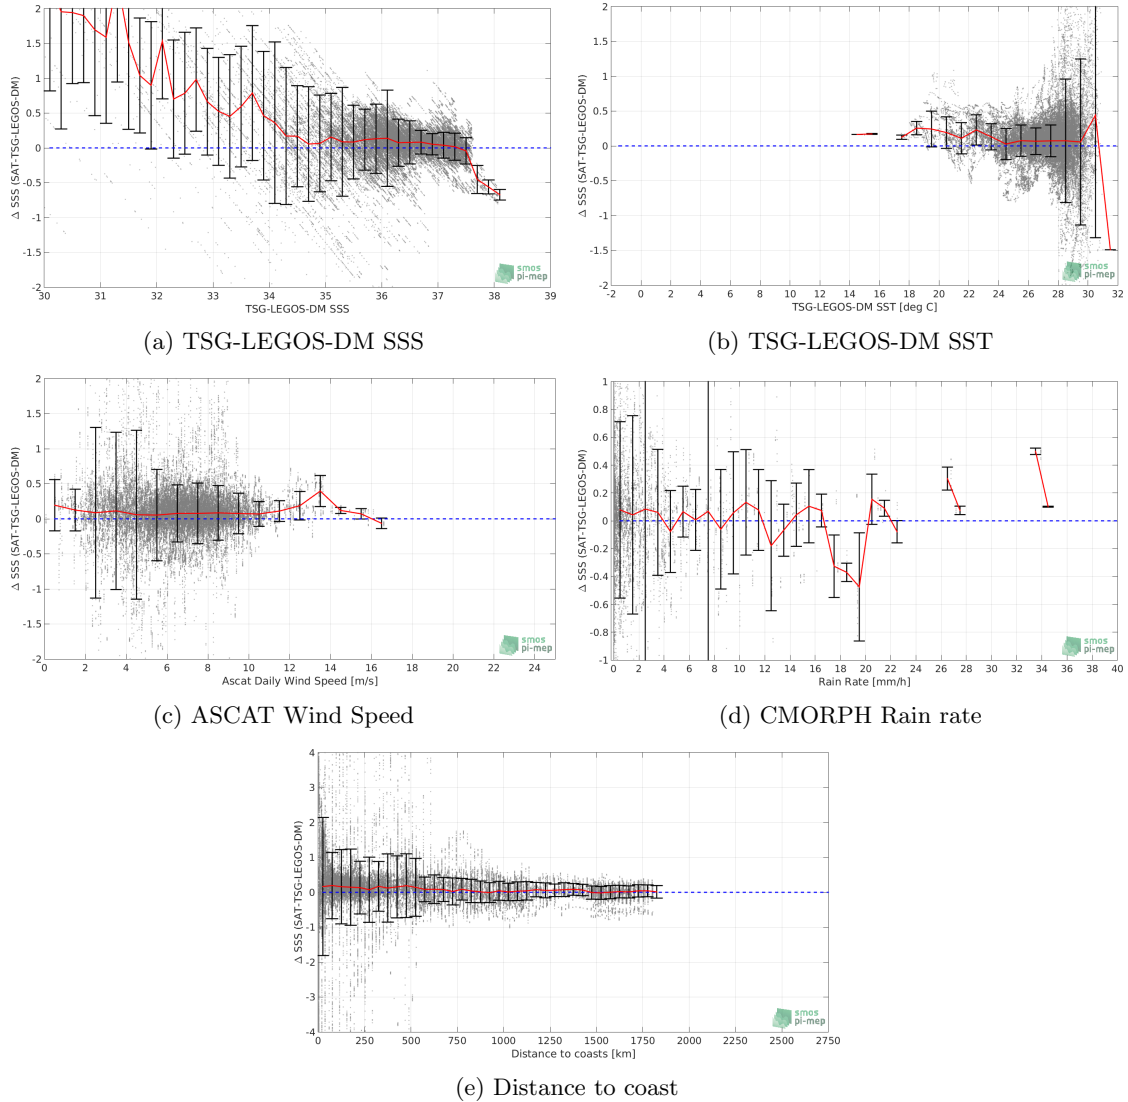 2
1.5
1
0.5
0
-0.5
-1
-1.5
-2
Δ SSS (SAT-TSG-LEGOS-DM)
30 31 32 33 34 35 36 37 38 39
TSG-LEGOS-DM SSS
smos
pi-mep
(a) TSG-LEGOS-DM SSS
2
1.5
1
0.5
0
-0.5
-1
-1.5
-2
Δ SSS (SAT-TSG-LEGOS-DM)
-2 0 2 4 6 8 10 12 14 16 18 20 22 24 26 28 30 32
TSG-LEGOS-DM SST [deg C]
smos
pi-mep
(b) TSG-LEGOS-DM SST
2
1.5
1
0.5
0
-0.5
-1
-1.5
-2
Δ SSS (SAT-TSG-LEGOS-DM)
0 2 4 6 8 10 12 14 16 18 20 22 24
Ascat Daily Wind Speed [m/s]
smos
pi-mep
(c) ASCAT Wind Speed
1
0.8
0.6
0.4
0.2
0
-0.2
-0.4
-0.6
-0.8
-1
Δ SSS (SAT-TSG-LEGOS-DM)
0 2 4 6 8 10 12 14 16 18 20 22 24 26 28 30 32 34 36 38 40
Rain Rate [mm/h]
smos
pi-mep
(d) CMORPH Rain rate
4
3
2
1
0
-1
-2
-3
-4
Δ SSS (SAT-TSG-LEGOS-DM)
0 250 500 750 1000 1250 1500 1750 2000 2250 2500 2750
Distance to coasts [km]
smos
pi-mep
(e) Distance to coast